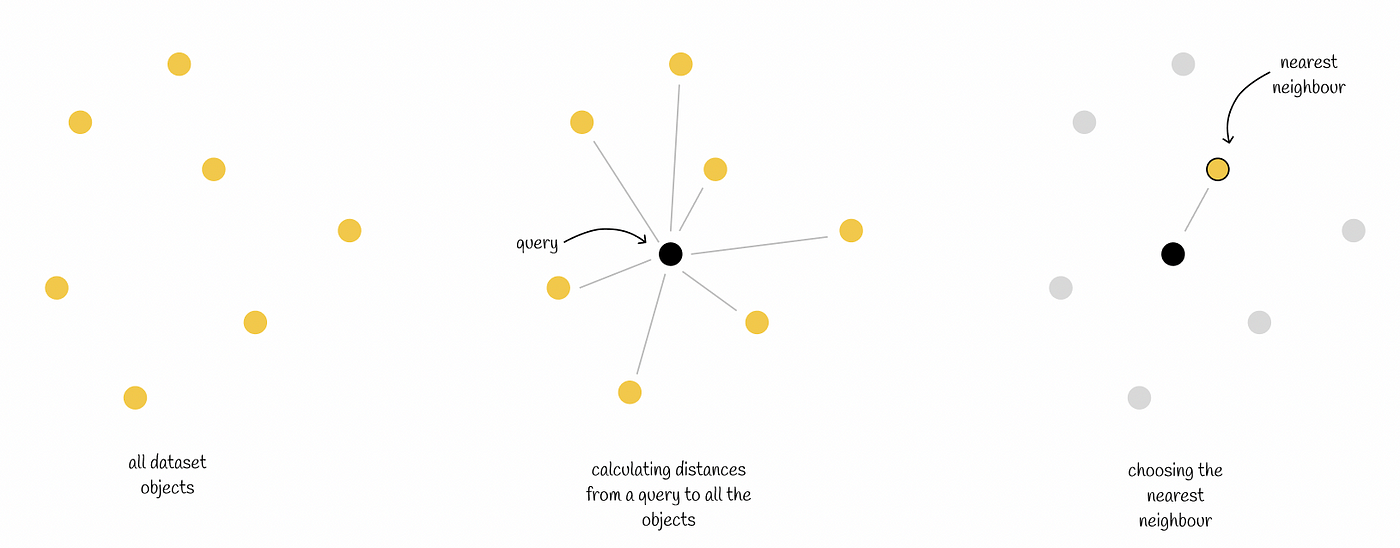 all dataset
objects
query
calculating distances
from a query to all the
objects
nearest
neighbour
choosing the
nearest
neighbour